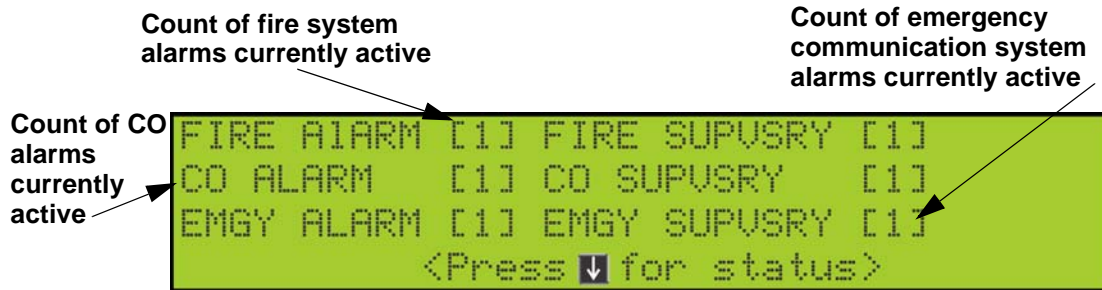 Count of fire system
alarms currently active
Count of emergency
communication system
alarms currently active
Count of CO
alarms
currently
active
FIRE AlARM [1] FIRE SUPVSRY [1]
CO ALARM [1] CO SUPVSRY [1]
EMGY ALARM [1] EMGY SUPVSRY [1]
<Press ↓ for status>